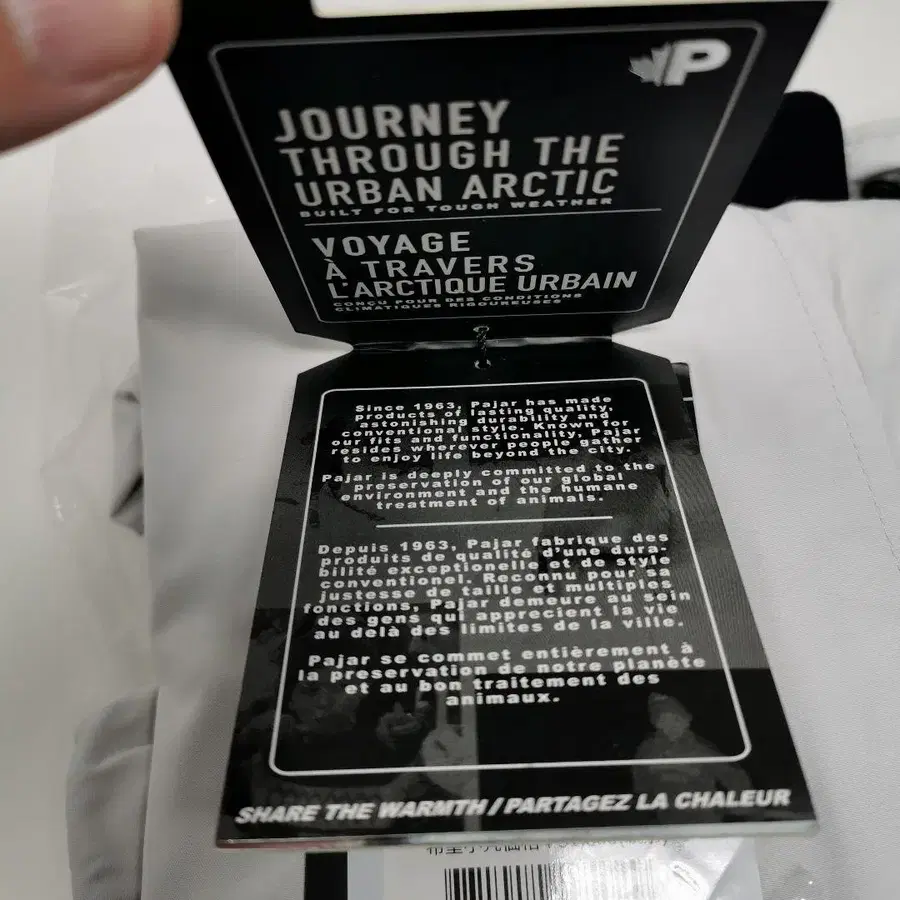 P
JOURNEY
THROUGH THE
URBAN ARCTIC
BUILT FOR TOUGH WEATHER
VOYAGE
À TRAVERS
L'ARCTIQUE URBAIN
CONÇU POUR DES CONDITIONS
CLIMATIQUES RIGOUREUSES
Since 1963, Pajar has made
products of lasting quality,
astonishing durability and
conventional style. Known for
our fits and functionality, Pajar
resides wherever people gather
to enjoy life beyond the city.
Pajar is deeply committed to the
preservation of our global
environment and the humane
treatment of animals.
Depuis 1963, Pajar fabrique des
produits de qualité d'une dura-
bilité exceptionelle et de style
conventionel. Reconnu pour sa
justesse de taille et multiples
fonctions, Pajar demeure au sein
des gens qui apprecient la vie
au delà des limites de la ville.
Pajar se commet entièrement à
la preservation de notre planète
et au bon traitement des
animaux.
SHARE THE WARMTH / PARTAGEZ LA CHALEUR